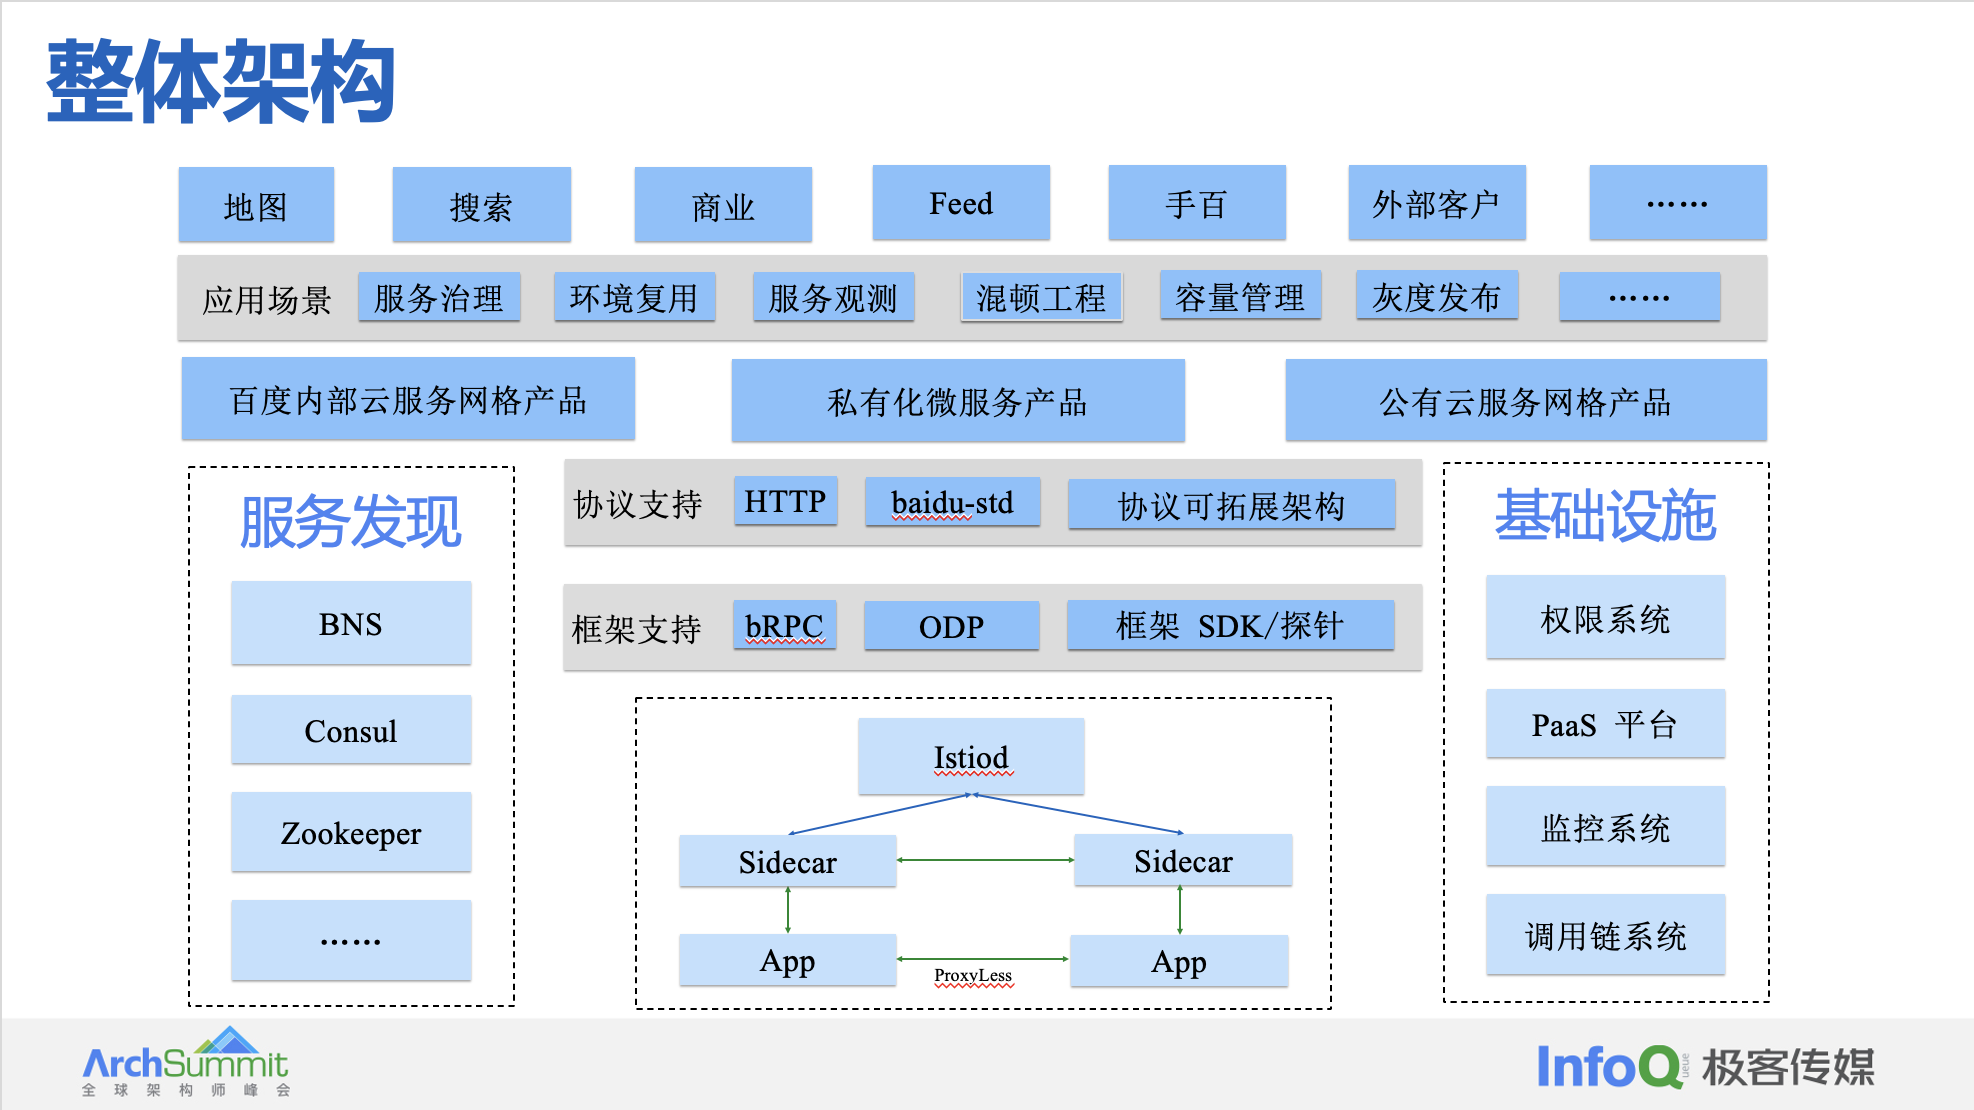 整体架构
地图 搜索 商业 Feed 手百 外部客户 ······
应用场景 服务治理 环境复用 服务观测 混顿工程 容量管理 灰度发布 ······
百度内部云服务网格产品 私有化微服务产品 公有云服务网格产品
服务发现
BNS
Consul
Zookeeper
······
协议支持 HTTP baidu-std 协议可拓展架构
框架支持 bRPC ODP 框架 SDK/探针
Istiod
Sidecar Sidecar
App ProxyLess App
基础设施
权限系统
PaaS 平台
监控系统
调用链系统
ArchSummit
全球架构师峰会
InfoQ ueue 极客传媒